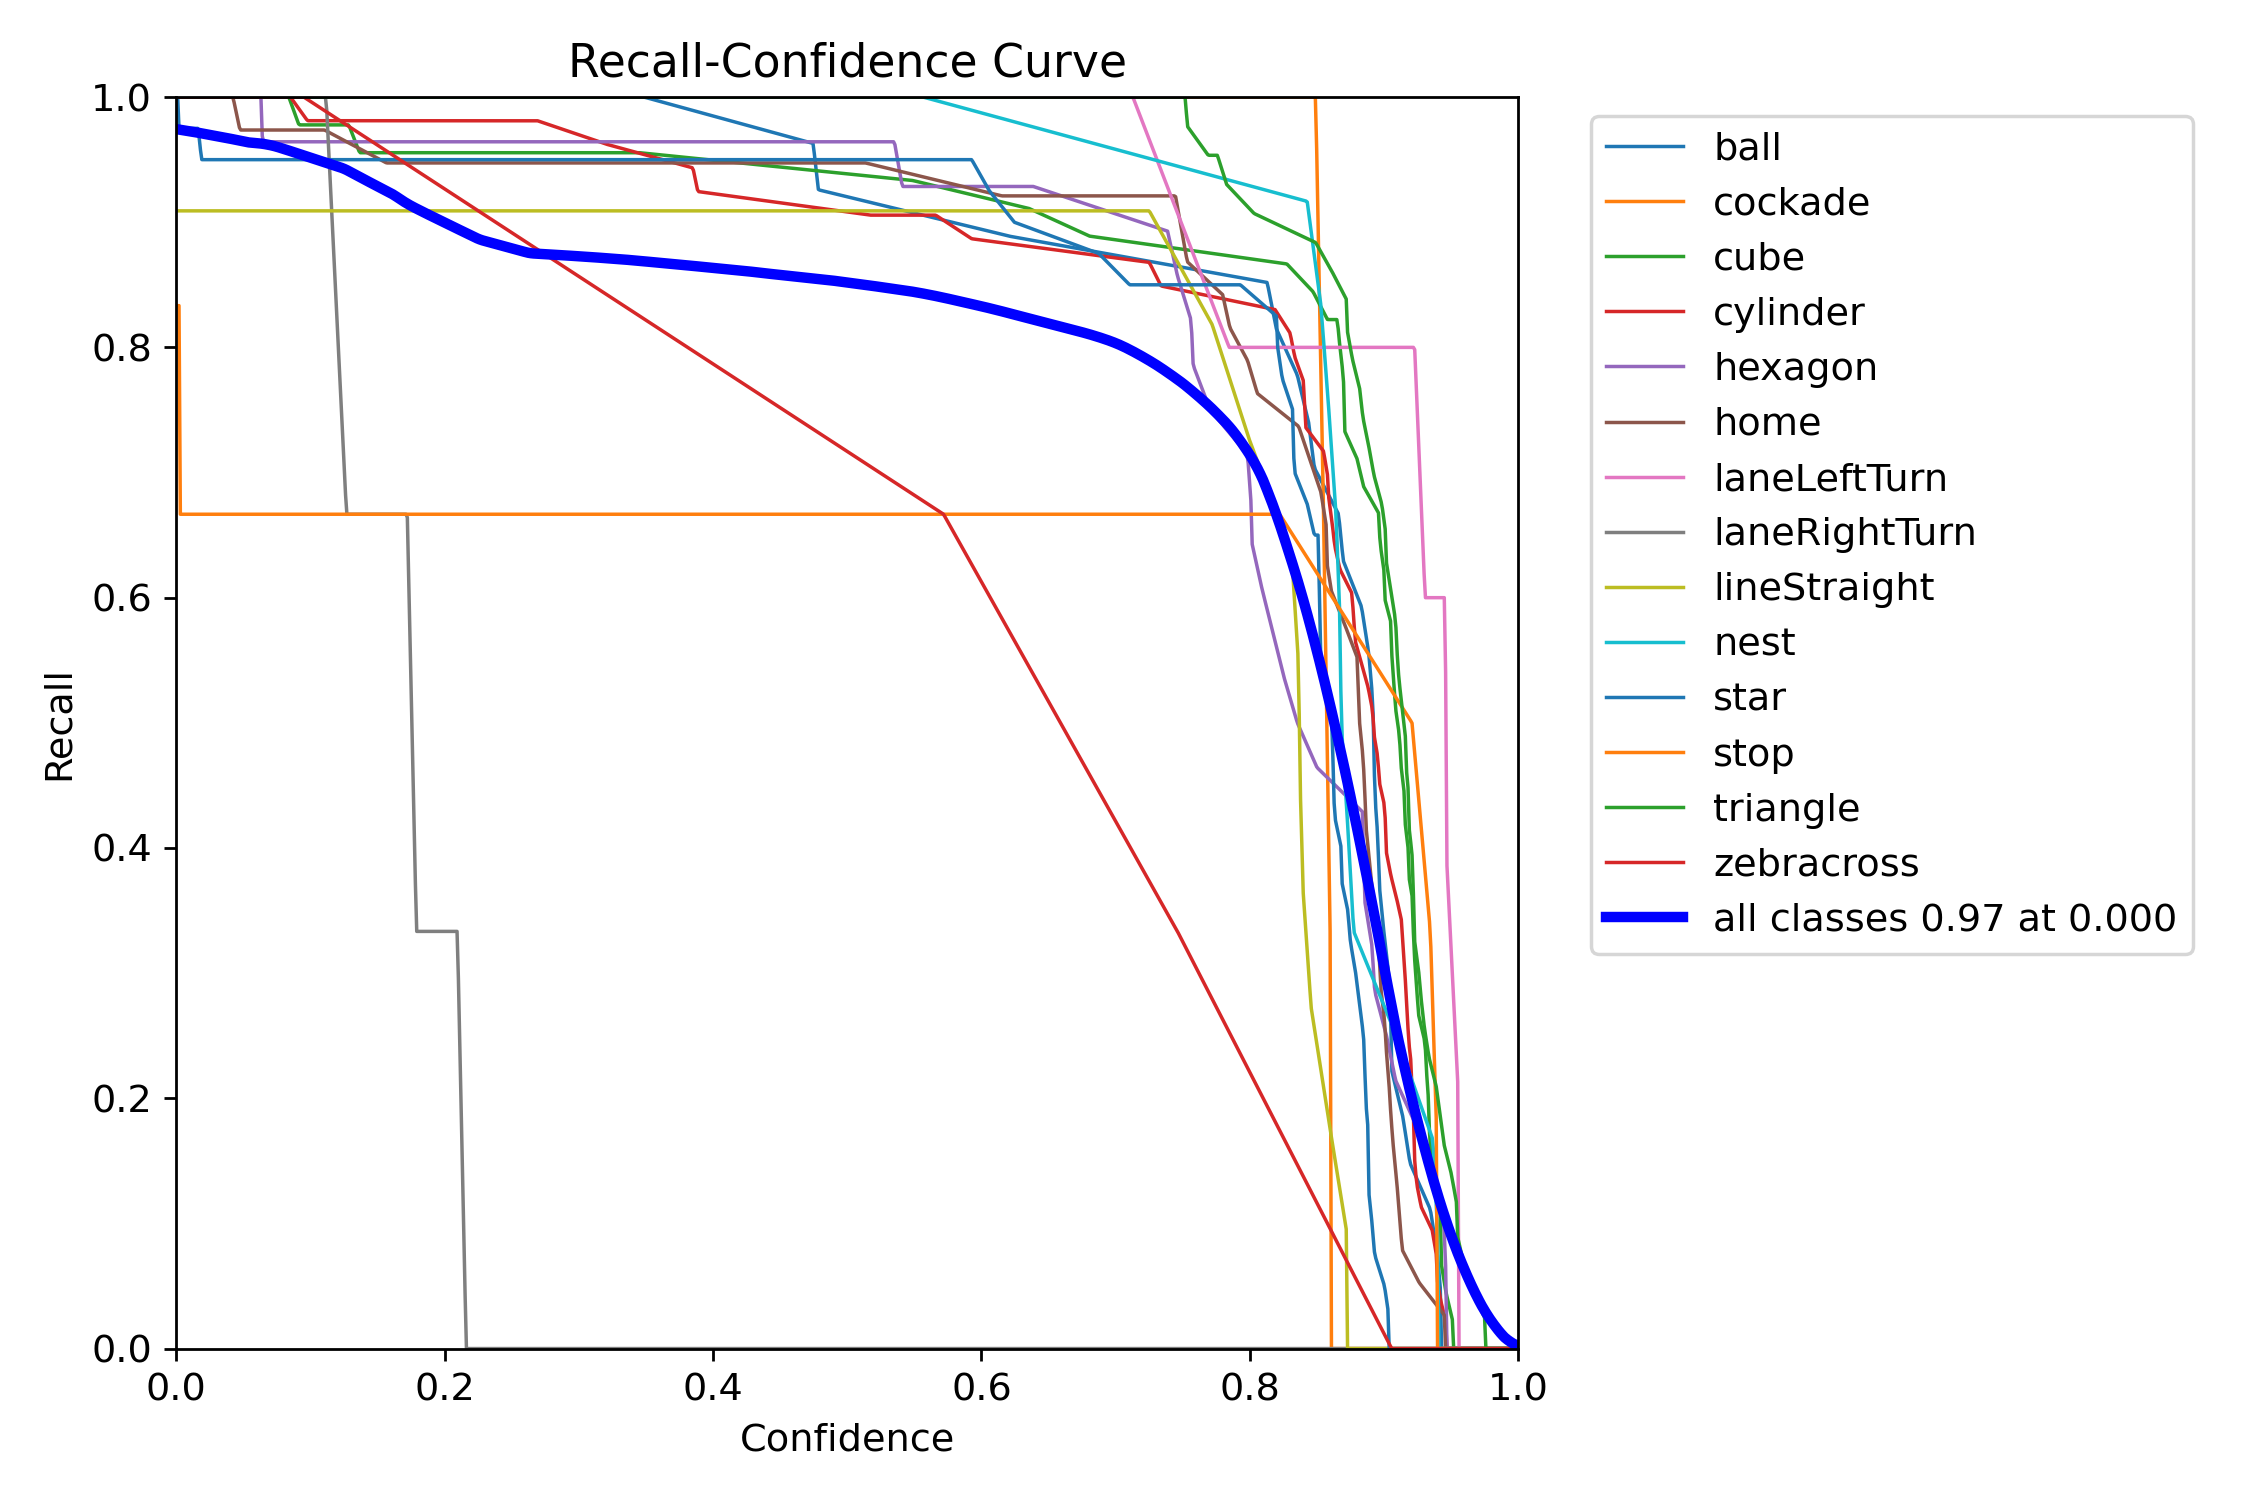 Recall-Confidence Curve
1.0
0.8
0.6
0.4
0.2
0.0
Recall
0.0 0.2 0.4 0.6 0.8 1.0
Confidence
ball
cockade
cube
cylinder
hexagon
home
laneLeftTurn
laneRightTurn
lineStraight
nest
star
stop
triangle
zebracross
all classes 0.97 at 0.000